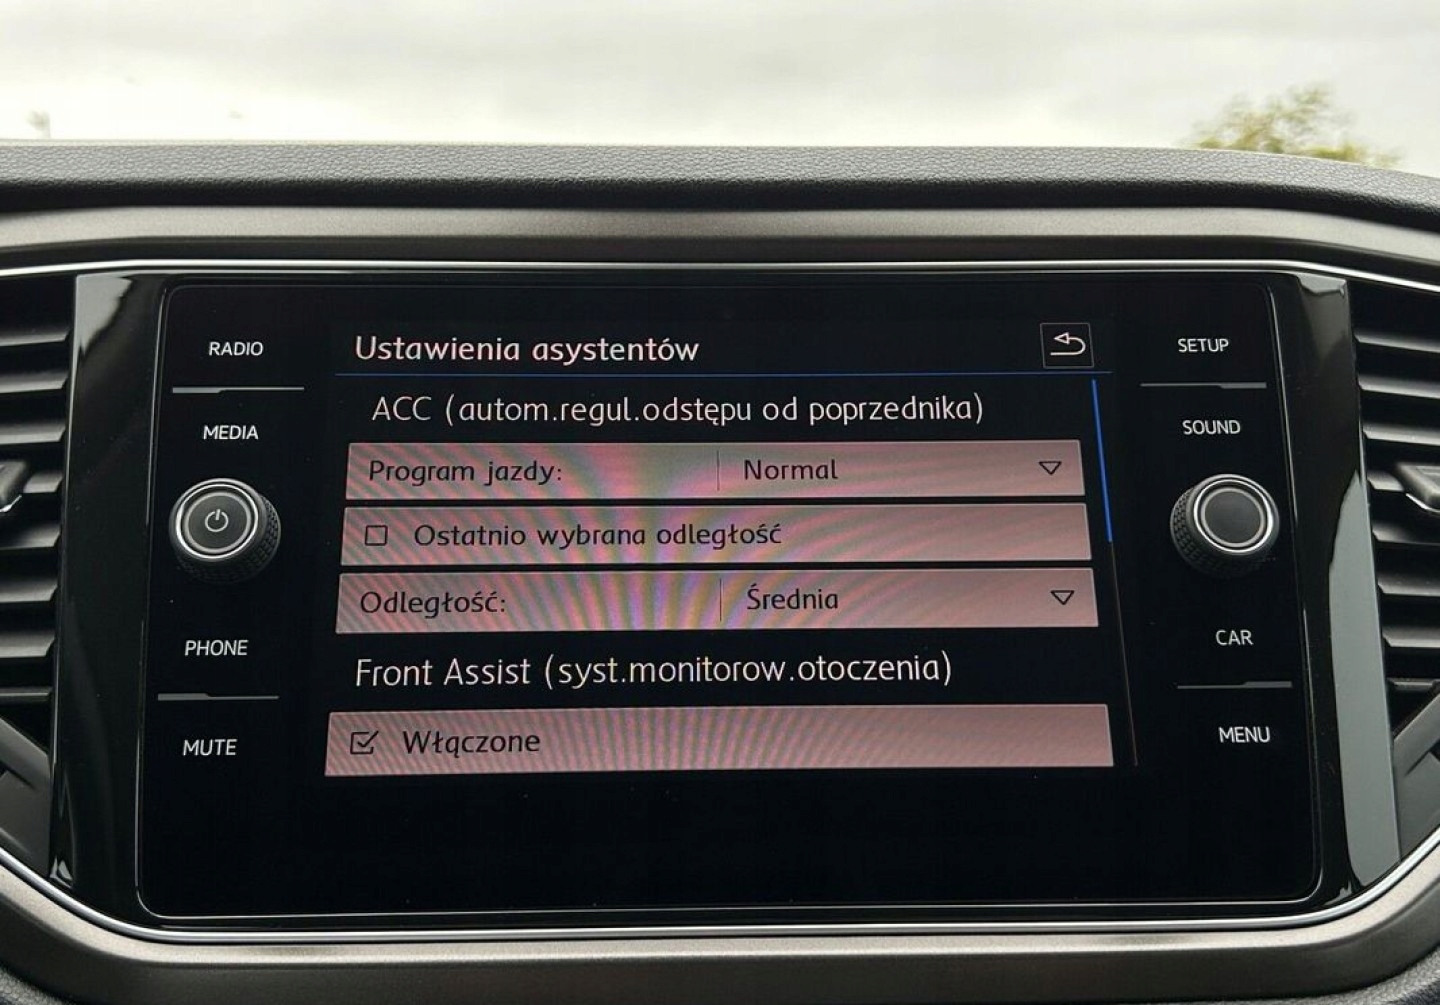 RADIO
MEDIA
PHONE
MUTE
Ustawienia asystentów
ACC (autom.regul.odstępu od poprzednika)
Program jazdy: Normal
Ostatnio wybrana odległość
Odległość: Średnia
Front Assist (syst.monitorow.otoczenia)
Włączone
SETUP
SOUND
CAR
MENU